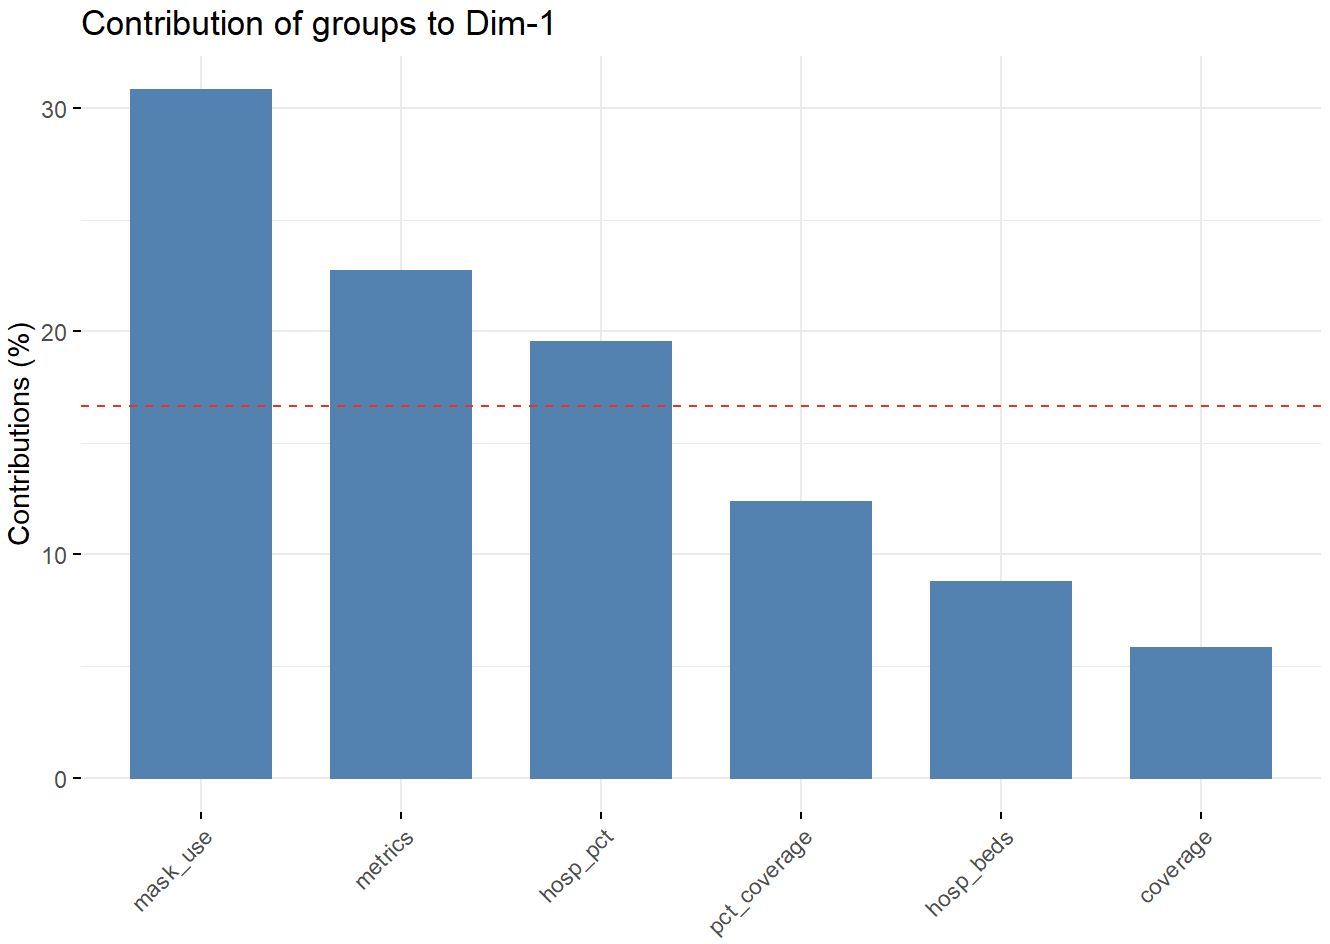 Contribution of groups to Dim-1
Contributions (%)
30
20
10
0
mask_use
metrics
hosp_pct
pct_coverage
hosp_beds
coverage